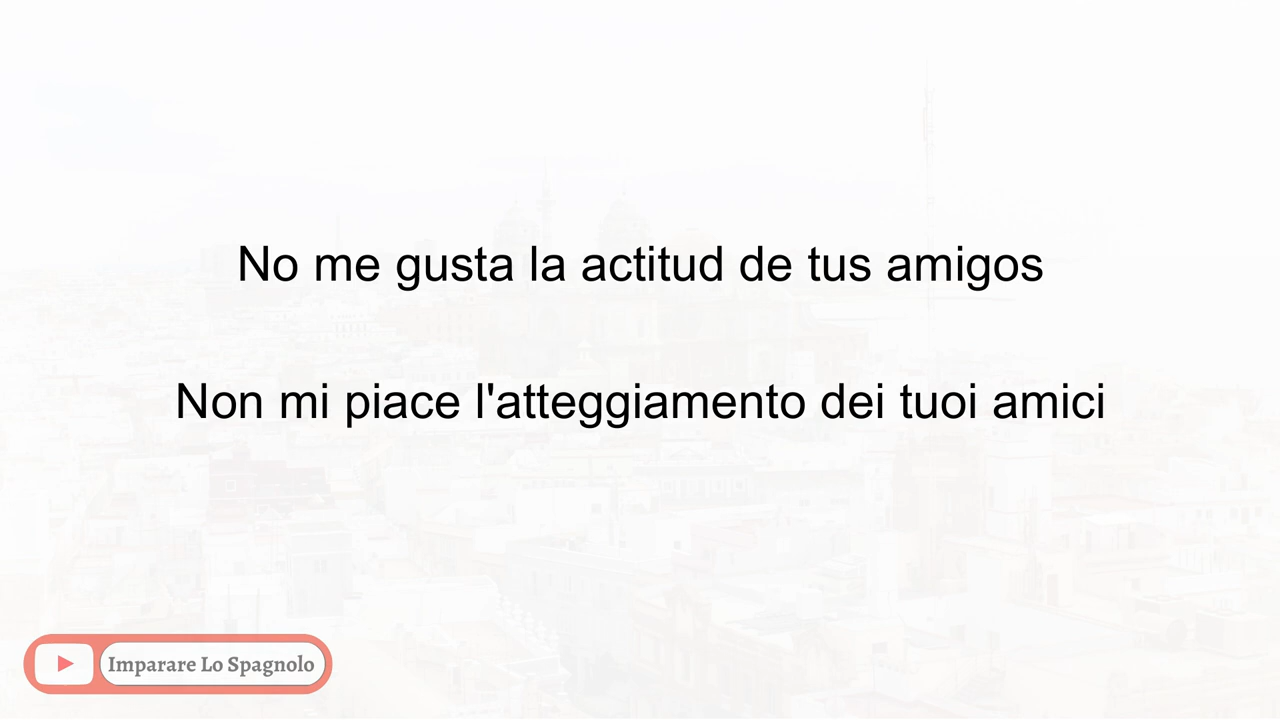 No me gusta la actitud de tus amigos
Non mi piace l'atteggiamento dei tuoi amici
Imparare Lo Spagnolo